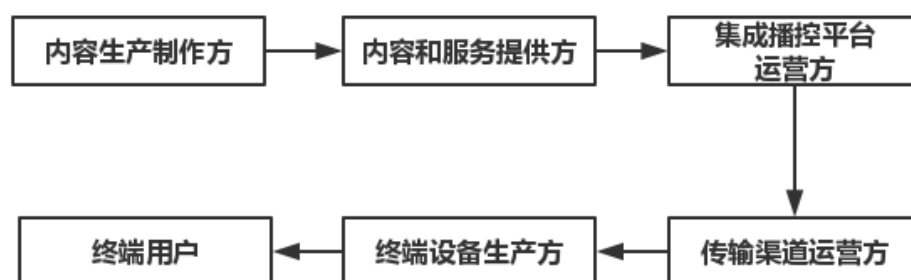 内容生产制作方
内容和服务提供方
集成播控平台
运营方
传输渠道运营方
终端设备生产方
终端用户